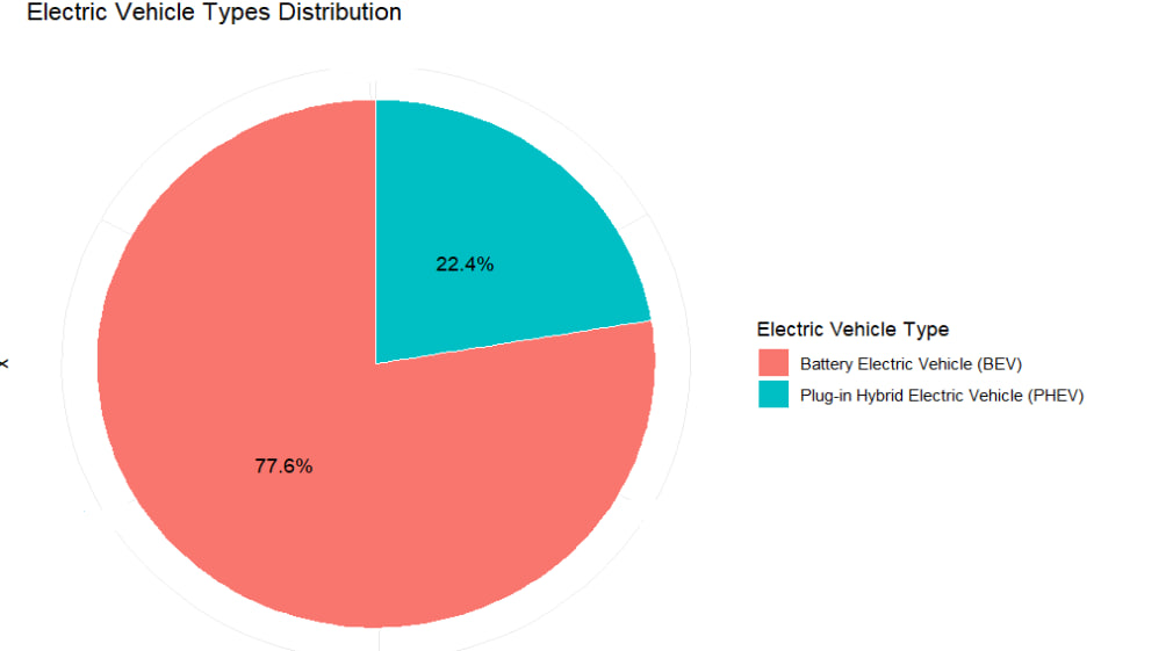 Electric Vehicle Types Distribution
22.4%
77.6%
x
Electric Vehicle Type
Battery Electric Vehicle (BEV)
Plug-in Hybrid Electric Vehicle (PHEV)